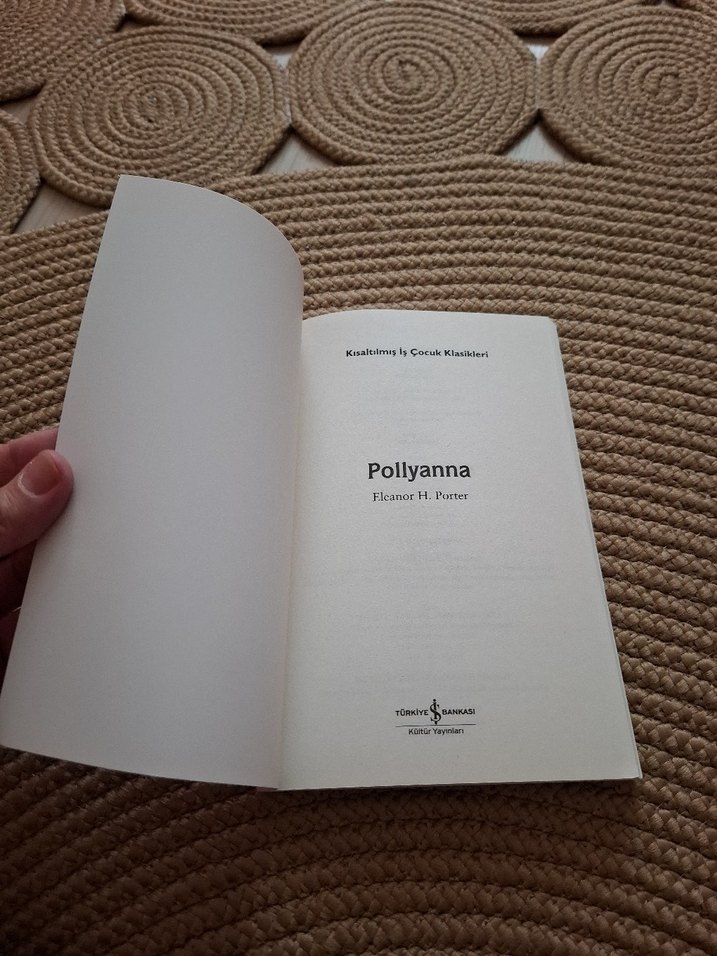 Kısaltılmış İş Çocuk Klasikleri
Pollyanna
Eleanor H. Porter
TÜRKİYE İŞ BANKASI
Kültür Yayınları